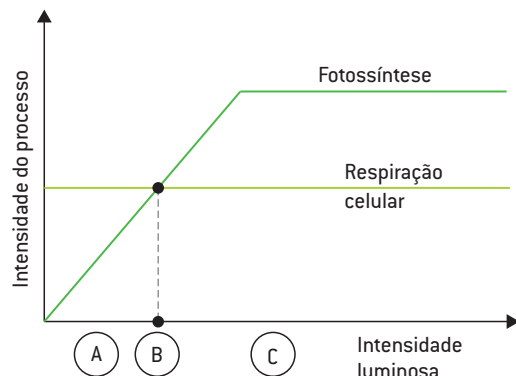 Intensidade do processo
Fotossíntese
Respiração
celular
A
B
C
Intensidade
luminosa